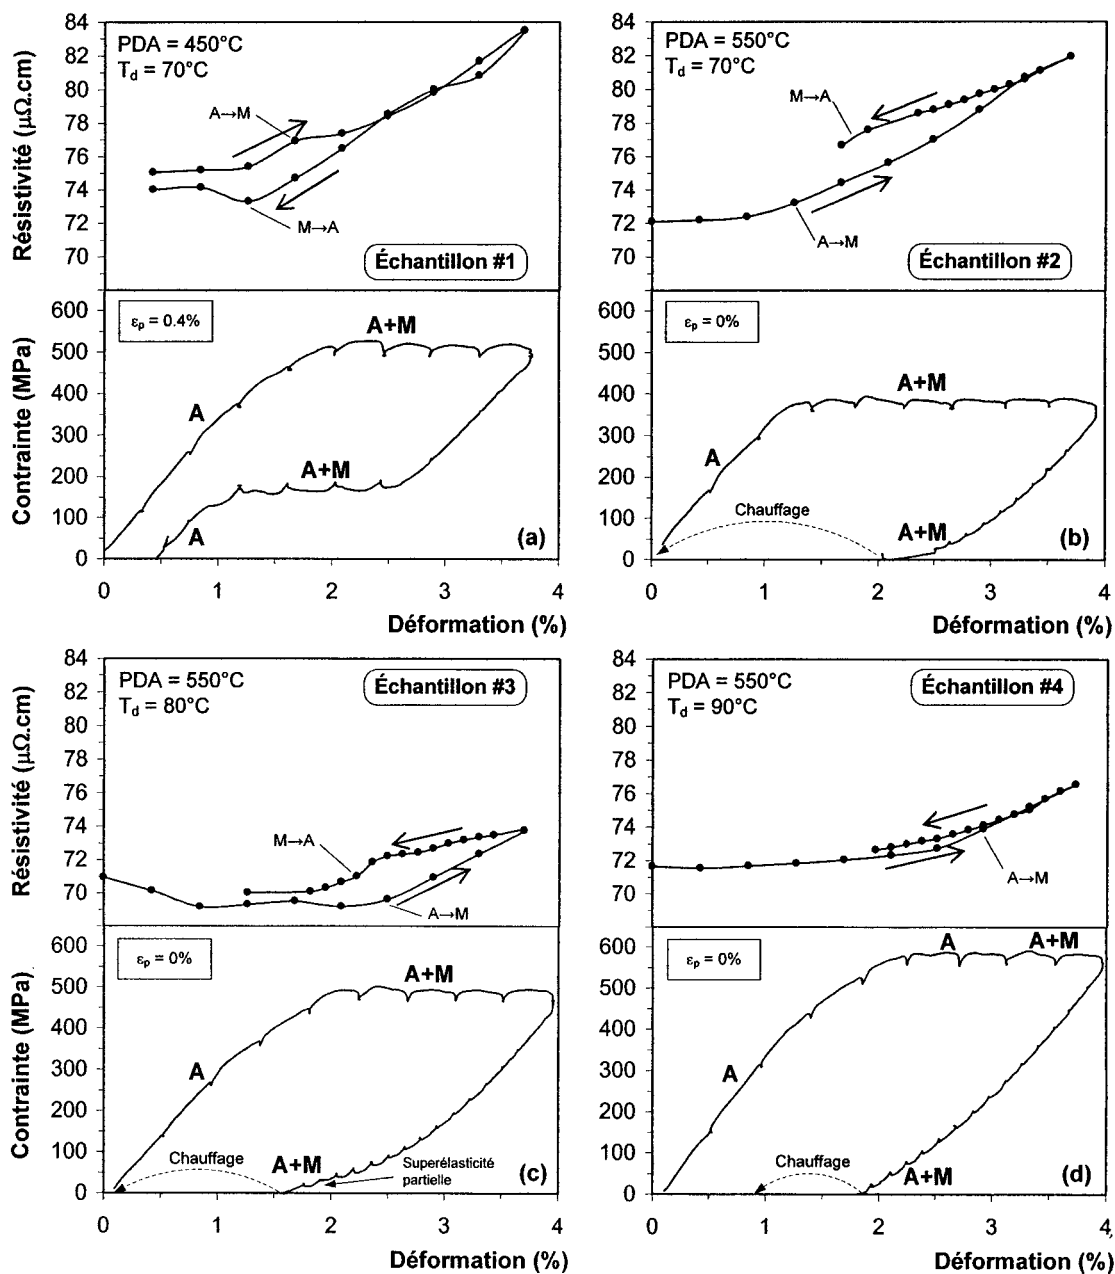 Résistivité (µΩ.cm)
84
82
80
78
76
74
72
70
PDA = 450°C
T_d = 70°C
A→M
M→A
Échantillon #1
84
82
80
78
76
74
72
70
PDA = 550°C
T_d = 70°C
M→A
A→M
Échantillon #2
Contrainte (MPa)
600
500
400
300
200
100
0
ε_p = 0.4%
A+M
A
A+M
A
(a)
0 1 2 3 4
Déformation (%)
600
500
400
300
200
100
0
ε_p = 0%
A+M
A
Chauffage
A+M
(b)
0 1 2 3 4
Déformation (%)
Résistivité (µΩ.cm)
84
82
80
78
76
74
72
70
PDA = 550°C
T_d = 80°C
Échantillon #3
M→A
A→M
84
82
80
78
76
74
72
70
PDA = 550°C
T_d = 90°C
Échantillon #4
A→M
Contrainte (MPa)
600
500
400
300
200
100
0
ε_p = 0%
A+M
A
Chauffage
A+M
Superélasticité
partielle
(c)
0 1 2 3 4
Déformation (%)
600
500
400
300
200
100
0
ε_p = 0%
A
A+M
A
Chauffage
A+M
(d)
0 1 2 3 4
Déformation (%)